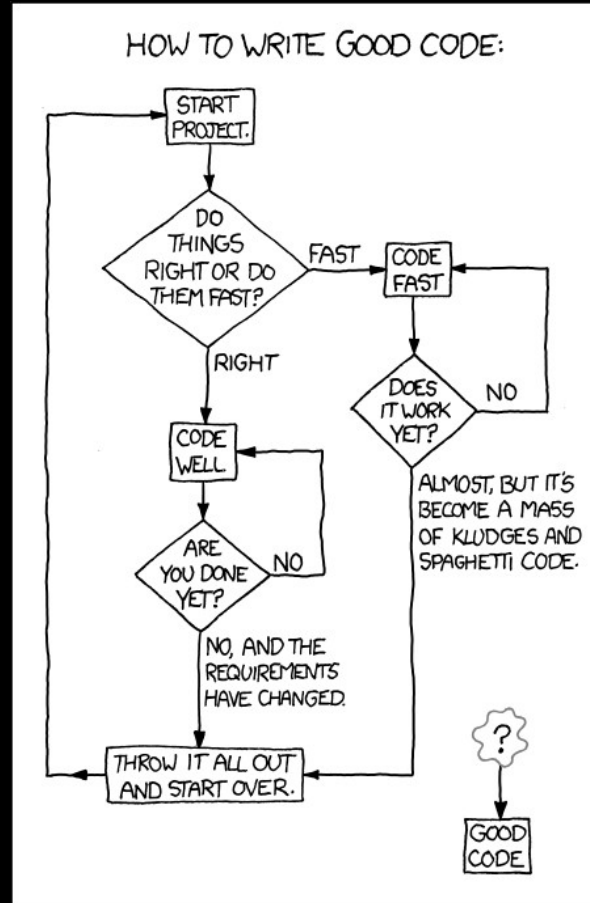 HOW TO WRITE GOOD CODE:
START
PROJECT.
DO
THINGS
RIGHT OR DO
THEM FAST?
FAST
CODE
FAST
RIGHT
DOES
IT WORK
YET?
NO
CODE
WELL
ALMOST, BUT IT'S
BECOME A MASS
OF KLUDGES AND
SPAGHETTI CODE.
ARE
YOU DONE
YET?
NO
NO, AND THE
REQUIREMENTS
HAVE CHANGED.
THROW IT ALL OUT
AND START OVER.
?
GOOD
CODE